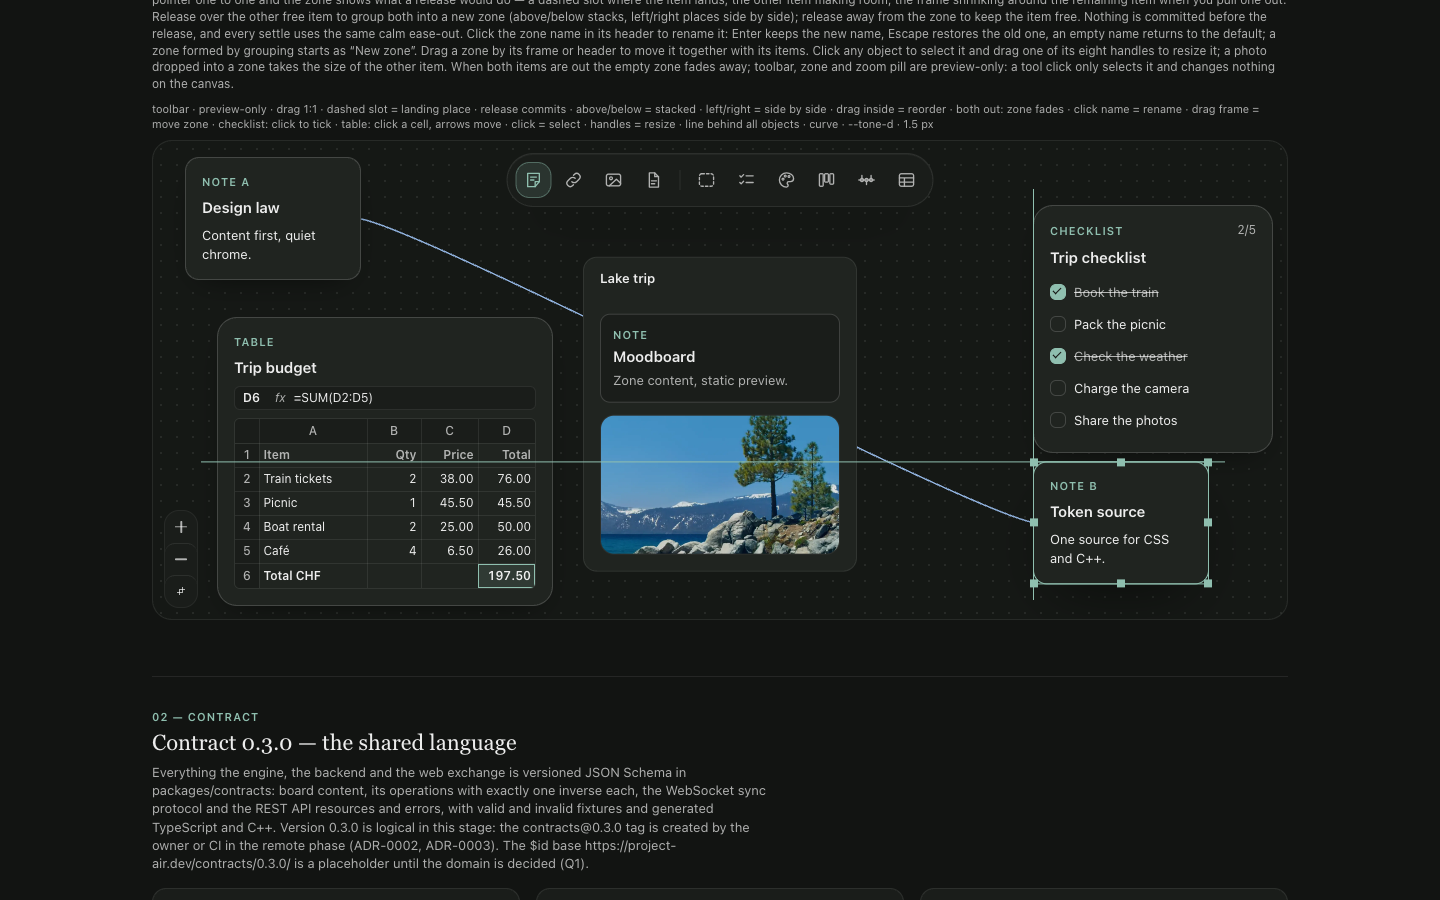 Release over the other free item to group both into a new zone (above/below stacks, left/right places side by side); release away from the zone to keep the item free. Nothing is committed before the
release, and every settle uses the same calm ease-out. Click the zone name in its header to rename it: Enter keeps the new name, Escape restores the old one, an empty name returns to the default; a
zone formed by grouping starts as “New zone”. Drag a zone by its frame or header to move it together with its items. Click any object to select it and drag one of its eight handles to resize it; a photo
dropped into a zone takes the size of the other item. When both items are out the empty zone fades away; toolbar, zone and zoom pill are preview-only: a tool click only selects it and changes nothing
on the canvas.
toolbar · preview-only · drag 1:1 · dashed slot = landing place · release commits · above/below = stacked · left/right = side by side · drag inside = reorder · both out: zone fades · click name = rename · drag frame =
move zone · checklist: click to tick · table: click a cell, arrows move · click = select · handles = resize · line behind all objects · curve · --tone-d · 1.5 px
NOTE A
Design law
Content first, quiet
chrome.
TABLE
Trip budget
D6 fx =SUM(D2:D5)
A B C D
1 Item Qty Price Total
2 Train tickets 2 38.00 76.00
3 Picnic 1 45.50 45.50
4 Boat rental 2 25.00 50.00
5 Café 4 6.50 26.00
6 Total CHF 197.50
Lake trip
NOTE
Moodboard
Zone content, static preview.
CHECKLIST 2/5
Trip checklist
Book the train
Pack the picnic
Check the weather
Charge the camera
Share the photos
NOTE B
Token source
One source for CSS
and C++.
02 — CONTRACT
Contract 0.3.0 — the shared language
Everything the engine, the backend and the web exchange is versioned JSON Schema in
packages/contracts: board content, its operations with exactly one inverse each, the WebSocket sync
protocol and the REST API resources and errors, with valid and invalid fixtures and generated
TypeScript and C++. Version 0.3.0 is logical in this stage: the contracts@0.3.0 tag is created by the
owner or CI in the remote phase (ADR-0002, ADR-0003). The $id base https://project-
air.dev/contracts/0.3.0/ is a placeholder until the domain is decided (Q1).